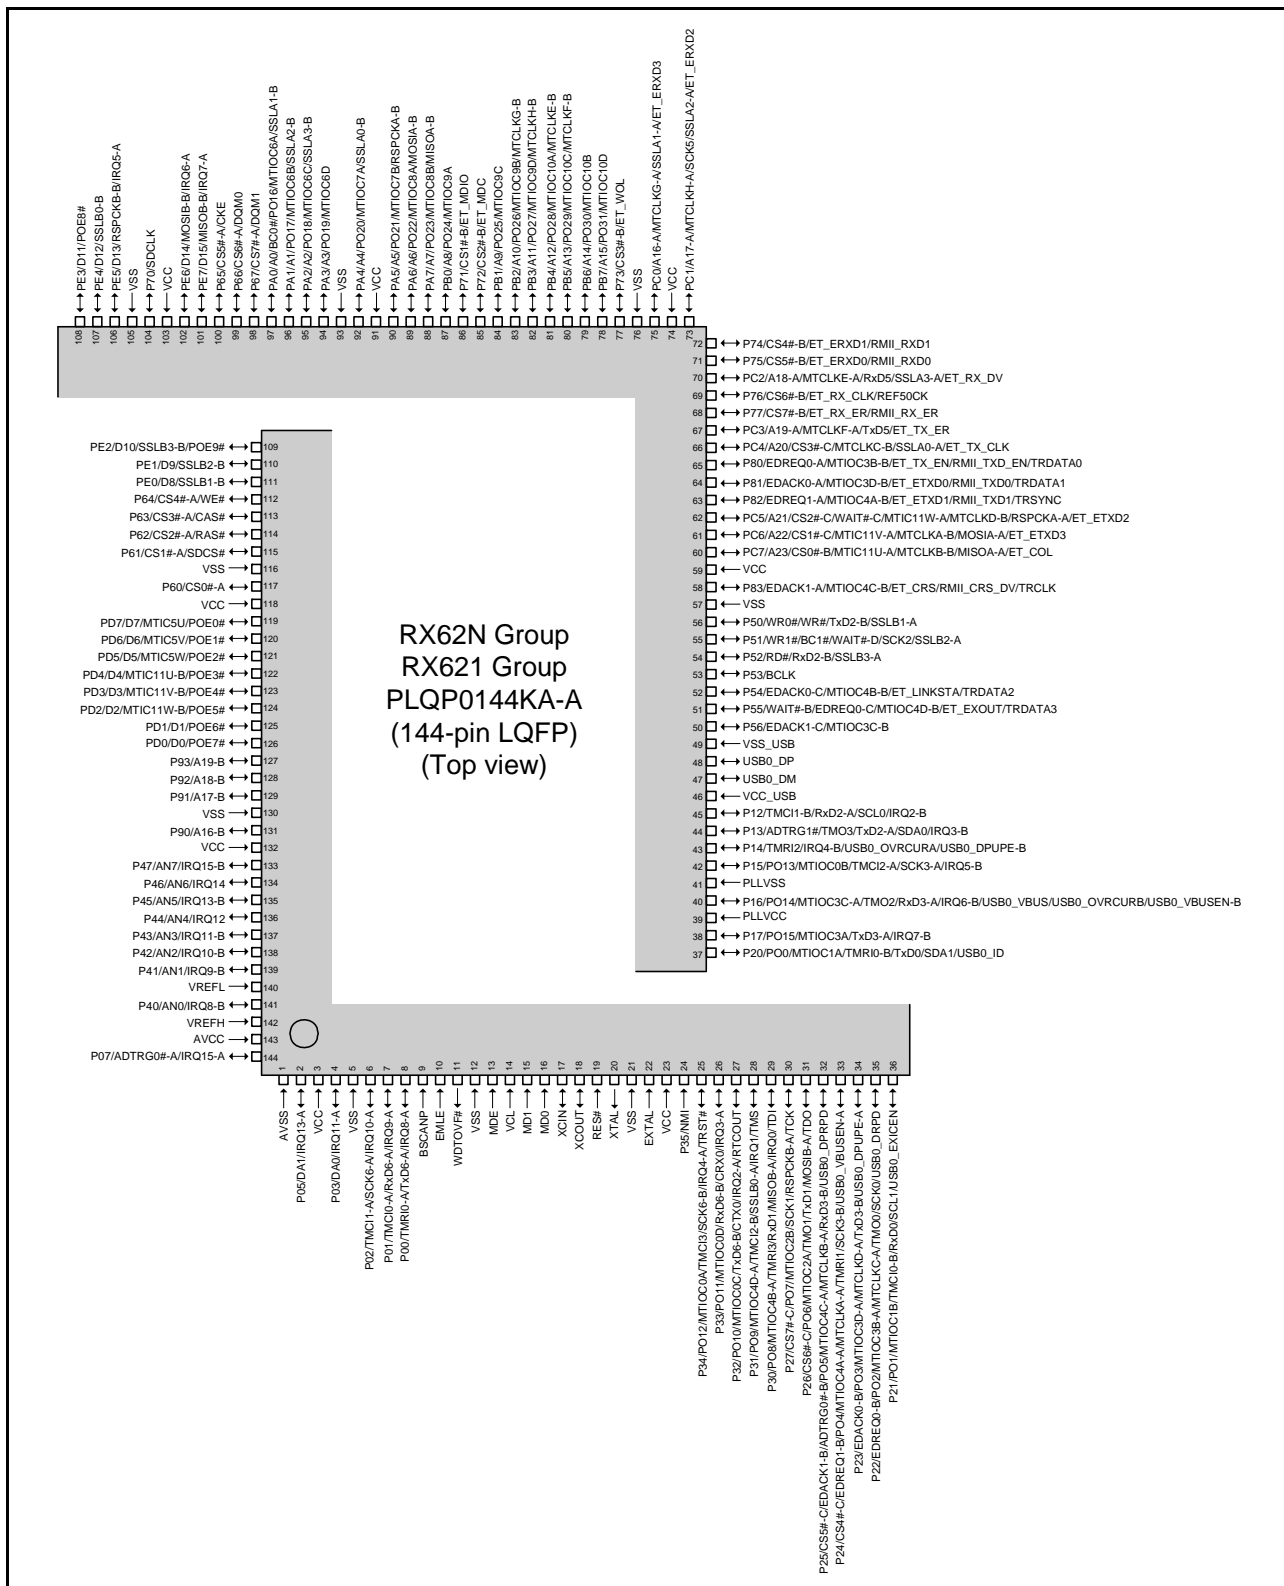 PE3/D11/POE8#
PE4/D12/SSLB0-B
PE5/D13/RSPCKB-B/IRQ5-A
VSS
P70/SDCLK
VCC
PE6/D14/MOSIB-B/IRQ6-A
PE7/D15/MISOB-B/IRQ7-A
P65/CS5#-A/CKE
P66/CS6#-A/DQM0
P67/CS7#-A/DQM1
PA0/A0/BC0#/PO16/MTIOC6A/SSLA1-B
PA1/A1/PO17/MTIOC6B/SSLA2-B
PA2/A2/PO18/MTIOC6C/SSLA3-B
PA3/A3/PO19/MTIOC6D
VSS
PA4/A4/PO20/MTIOC7A/SSLA0-B
VCC
PA5/A5/PO21/MTIOC7B/RSPCKA-B
PA6/A6/PO22/MTIOC8A/MOSIA-B
PA7/A7/PO23/MTIOC8B/MISOA-B
PB0/A8/PO24/MTIOC9A
P71/CS1#-B/ET_MDIO
P72/CS2#-B/ET_MDC
PB1/A9/PO25/MTIOC9C
PB2/A10/PO26/MTIOC9B/MTCLKG-B
PB3/A11/PO27/MTIOC9D/MTCLKH-B
PB4/A12/PO28/MTIOC10A/MTCLKE-B
PB5/A13/PO29/MTIOC10C/MTCLKF-B
PB6/A14/PO30/MTIOC10B
PB7/A15/PO31/MTIOC10D
P73/CS3#-B/ET_WOL
VSS
PC0/A16-A/MTCLKG-A/SSLA1-A/ET_ERXD3
VCC
PC1/A17-A/MTCLKH-A/SCK5/SSLA2-A/ET_ERXD2
108
107
106
105
104
103
102
101
100
99
98
97
96
95
94
93
92
91
90
89
88
87
86
85
84
83
82
81
80
79
78
77
76
75
74
73
72 P74/CS4#-B/ET_ERXD1/RMII_RXD1
71 P75/CS5#-B/ET_ERXD0/RMII_RXD0
70 PC2/A18-A/MTCLKE-A/RxD5/SSLA3-A/ET_RX_DV
69 P76/CS6#-B/ET_RX_CLK/REF50CK
68 P77/CS7#-B/ET_RX_ER/RMII_RX_ER
67 PC3/A19-A/MTCLKF-A/TxD5/ET_TX_ER
66 PC4/A20/CS3#-C/MTCLKC-B/SSLA0-A/ET_TX_CLK
65 P80/EDREQ0-A/MTIOC3B-B/ET_TX_EN/RMII_TXD_EN/TRDATA0
64 P81/EDACK0-A/MTIOC3D-B/ET_ETXD0/RMII_TXD0/TRDATA1
63 P82/EDREQ1-A/MTIOC4A-B/ET_ETXD1/RMII_TXD1/TRSYNC
62 PC5/A21/CS2#-C/WAIT#-C/MTIC11W-A/MTCLKD-B/RSPCKA-A/ET_ETXD2
61 PC6/A22/CS1#-C/MTIC11V-A/MTCLKA-B/MOSIA-A/ET_ETXD3
60 PC7/A23/CS0#-B/MTIC11U-A/MTCLKB-B/MISOA-A/ET_COL
59 VCC
58 P83/EDACK1-A/MTIOC4C-B/ET_CRS/RMII_CRS_DV/TRCLK
57 VSS
56 P50/WR0#/WR#/TxD2-B/SSLB1-A
55 P51/WR1#/BC1#/WAIT#-D/SCK2/SSLB2-A
54 P52/RD#/RxD2-B/SSLB3-A
53 P53/BCLK
52 P54/EDACK0-C/MTIOC4B-B/ET_LINKSTA/TRDATA2
51 P55/WAIT#-B/EDREQ0-C/MTIOC4D-B/ET_EXOUT/TRDATA3
50 P56/EDACK1-C/MTIOC3C-B
49 VSS_USB
48 USB0_DP
47 USB0_DM
46 VCC_USB
45 P12/TMCI1-B/RxD2-A/SCL0/IRQ2-B
44 P13/ADTRG1#/TMO3/TxD2-A/SDA0/IRQ3-B
43 P14/TMRI2/IRQ4-B/USB0_OVRCURA/USB0_DPUPE-B
42 P15/PO13/MTIOC0B/TMCI2-A/SCK3-A/IRQ5-B
41 PLLVSS
40 P16/PO14/MTIOC3C-A/TMO2/RxD3-A/IRQ6-B/USB0_VBUS/USB0_OVRCURB/USB0_VBUSEN-B
39 PLLVCC
38 P17/PO15/MTIOC3A/TxD3-A/IRQ7-B
37 P20/PO0/MTIOC1A/TMRI0-B/TxD0/SDA1/USB0_ID
PE2/D10/SSLB3-B/POE9# 109
PE1/D9/SSLB2-B 110
PE0/D8/SSLB1-B 111
P64/CS4#-A/WE# 112
P63/CS3#-A/CAS# 113
P62/CS2#-A/RAS# 114
P61/CS1#-A/SDCS# 115
VSS 116
P60/CS0#-A 117
VCC 118
PD7/D7/MTIC5U/POE0# 119
PD6/D6/MTIC5V/POE1# 120
PD5/D5/MTIC5W/POE2# 121
PD4/D4/MTIC11U-B/POE3# 122
PD3/D3/MTIC11V-B/POE4# 123
PD2/D2/MTIC11W-B/POE5# 124
PD1/D1/POE6# 125
PD0/D0/POE7# 126
P93/A19-B 127
P92/A18-B 128
P91/A17-B 129
VSS 130
P90/A16-B 131
VCC 132
P47/AN7/IRQ15-B 133
P46/AN6/IRQ14 134
P45/AN5/IRQ13-B 135
P44/AN4/IRQ12 136
P43/AN3/IRQ11-B 137
P42/AN2/IRQ10-B 138
P41/AN1/IRQ9-B 139
VREFL 140
P40/AN0/IRQ8-B 141
VREFH 142
AVCC 143
P07/ADTRG0#-A/IRQ15-A 144
RX62N Group
RX621 Group
PLQP0144KA-A
(144-pin LQFP)
(Top view)
1
2
3
4
5
6
7
8
9
10
11
12
13
14
15
16
17
18
19
20
21
22
23
24
25
26
27
28
29
30
31
32
33
34
35
36
AVSS
P05/DA1/IRQ13-A
VCC
P03/DA0/IRQ11-A
VSS
P02/TMCI1-A/SCK6-A/IRQ10-A
P01/TMCI0-A/RxD6-A/IRQ9-A
P00/TMRI0-A/TxD6-A/IRQ8-A
BSCANP
EMLE
WDTOVF#
VSS
MDE
VCL
MD1
MD0
XCIN
XCOUT
RES#
XTAL
VSS
EXTAL
VCC
P35/NMI
P34/PO12/MTIOC0A/TMCI3/SCK6-B/IRQ4-A/TRST#
P33/PO11/MTIOC0D/RxD6-B/CRX0/IRQ3-A
P32/PO10/MTIOC0C/TxD6-B/CTX0/IRQ2-A/RTCOUT
P31/PO9/MTIOC4D-A/TMCI2-B/SSLB0-A/IRQ1/TMS
P30/PO8/MTIOC4B-A/TMRI3/RxD1/MISOB-A/IRQ0/TDI
P27/CS7#-C/PO7/MTIOC2B/SCK1/RSPCKB-A/TCK
P26/CS6#-C/PO6/MTIOC2A/TMO1/TxD1/MOSIB-A/TDO
P25/CS5#-C/EDACK1-B/ADTRG0#-B/PO5/MTIOC4C-A/MTCLKB-A/RxD3-B/USB0_DPRPD
P24/CS4#-C/EDREQ1-B/PO4/MTIOC4A-A/MTCLKA-A/TMRI1/SCK3-B/USB0_VBUSEN-A
P23/EDACK0-B/PO3/MTIOC3D-A/MTCLKD-A/TxD3-B/USB0_DPUPE-A
P22/EDREQ0-B/PO2/MTIOC3B-A/MTCLKC-A/TMO0/SCK0/USB0_DRPD
P21/PO1/MTIOC1B/TMCI0-B/RxD0/SCL1/USB0_EXICEN